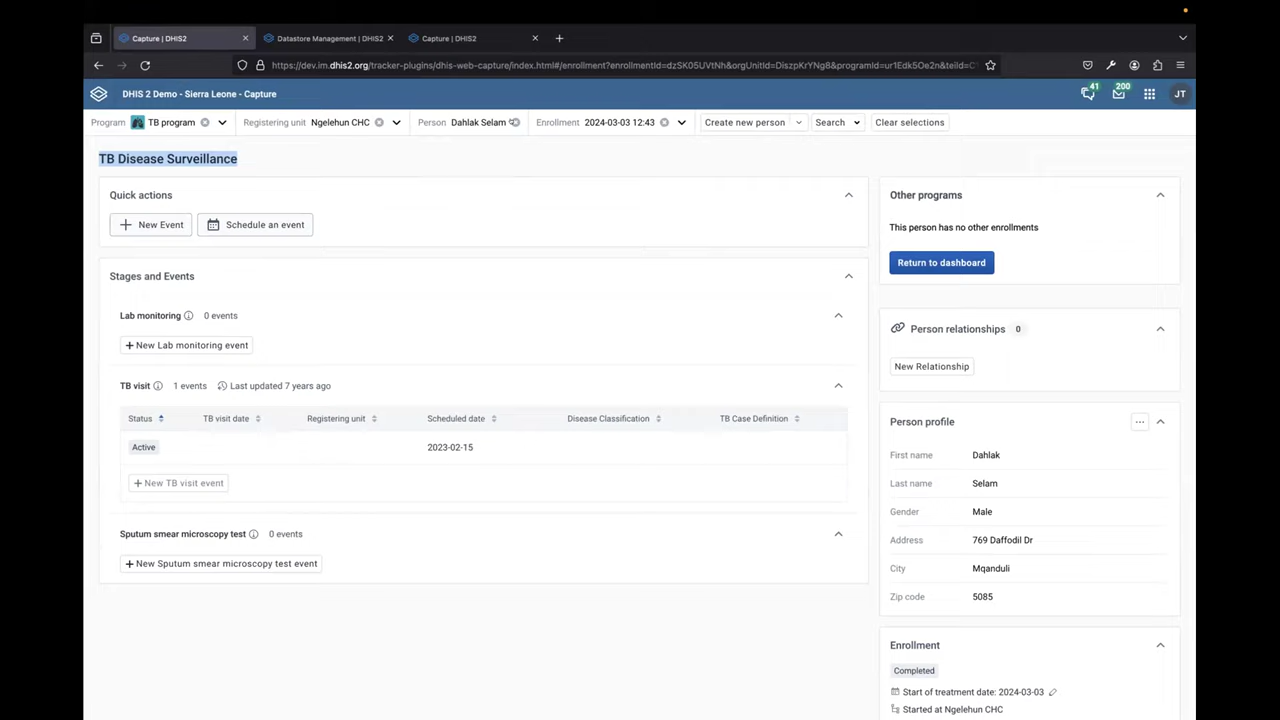 Capture | DHIS2
Datastore Management | DHIS2
Capture | DHIS2
https://dev.im.dhis2.org/tracker-plugins/dhis-web-capture/index.html#/enrollment?enrollmentId=dzSK05UVtNh&orgUnitId=DiszpKrYNg8&programId=ur1Edk5Oe2n&teiId=
DHIS 2 Demo - Sierra Leone - Capture
41
200
JT
Program TB program
Registering unit Ngelehun CHC
Person Dahlak Selam
Enrollment 2024-03-03 12:43
Create new person
Search
Clear selections
TB Disease Surveillance
Quick actions
New Event
Schedule an event
Stages and Events
Lab monitoring 0 events
New Lab monitoring event
TB visit 1 events Last updated 7 years ago
Status TB visit date Registering unit Scheduled date Disease Classification TB Case Definition
Active 2023-02-15
New TB visit event
Sputum smear microscopy test 0 events
New Sputum smear microscopy test event
Other programs
This person has no other enrollments
Return to dashboard
Person relationships 0
New Relationship
Person profile
First name Dahlak
Last name Selam
Gender Male
Address 769 Daffodil Dr
City Mqanduli
Zip code 5085
Enrollment
Completed
Start of treatment date: 2024-03-03
Started at Ngelehun CHC